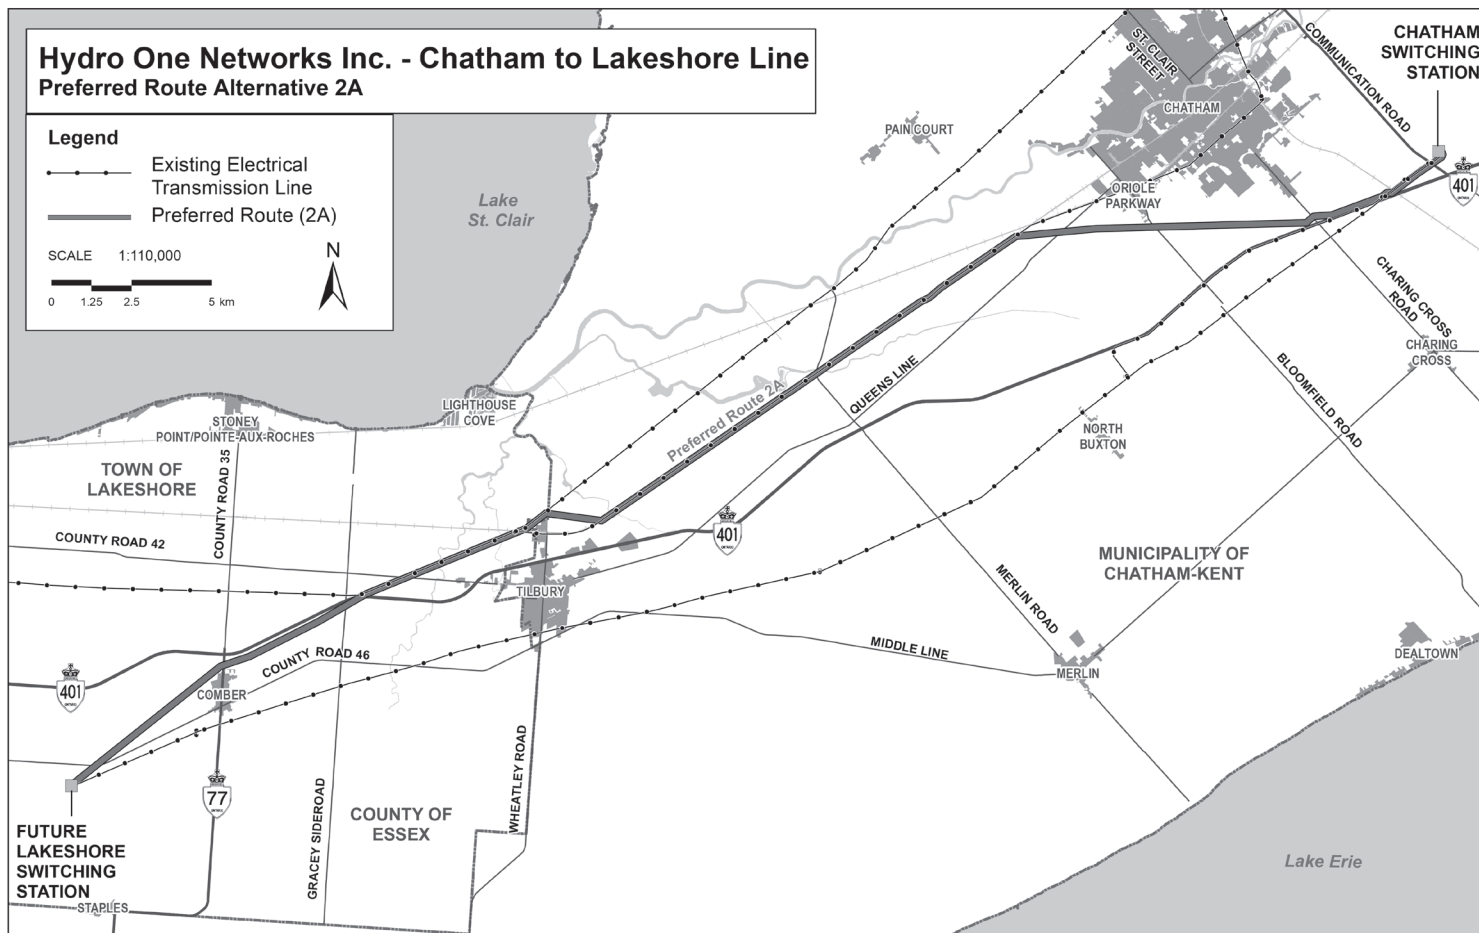 Hydro One Networks Inc. - Chatham to Lakeshore Line
Preferred Route Alternative 2A
Legend
Existing Electrical
Transmission Line
Preferred Route (2A)
SCALE 1:110,000
0 1.25 2.5 5 km
N
Lake
St. Clair
PAIN COURT
ST. CLAIR
STREET
CHATHAM
COMMUNICATION ROAD
CHATHAM
SWITCHING
STATION
401
ONTARIO
ORIOLE
PARKWAY
CHARING CROSS
ROAD
CHARING
CROSS
BLOOMFIELD ROAD
QUEENS LINE
Preferred Route 2A
NORTH
BUXTON
LIGHTHOUSE
COVE
STONEY
POINT/POINTE-AUX-ROCHES
TOWN OF
LAKESHORE
COUNTY ROAD 35
COUNTY ROAD 42
401
ONTARIO
MUNICIPALITY OF
CHATHAM-KENT
TILBURY
MERLIN ROAD
MIDDLE LINE
MERLIN
DEALTOWN
COUNTY ROAD 46
COMBER
401
ONTARIO
77
ONTARIO
WHEATLEY ROAD
GRACEY SIDEROAD
COUNTY OF
ESSEX
FUTURE
LAKESHORE
SWITCHING
STATION
STAPLES
Lake Erie